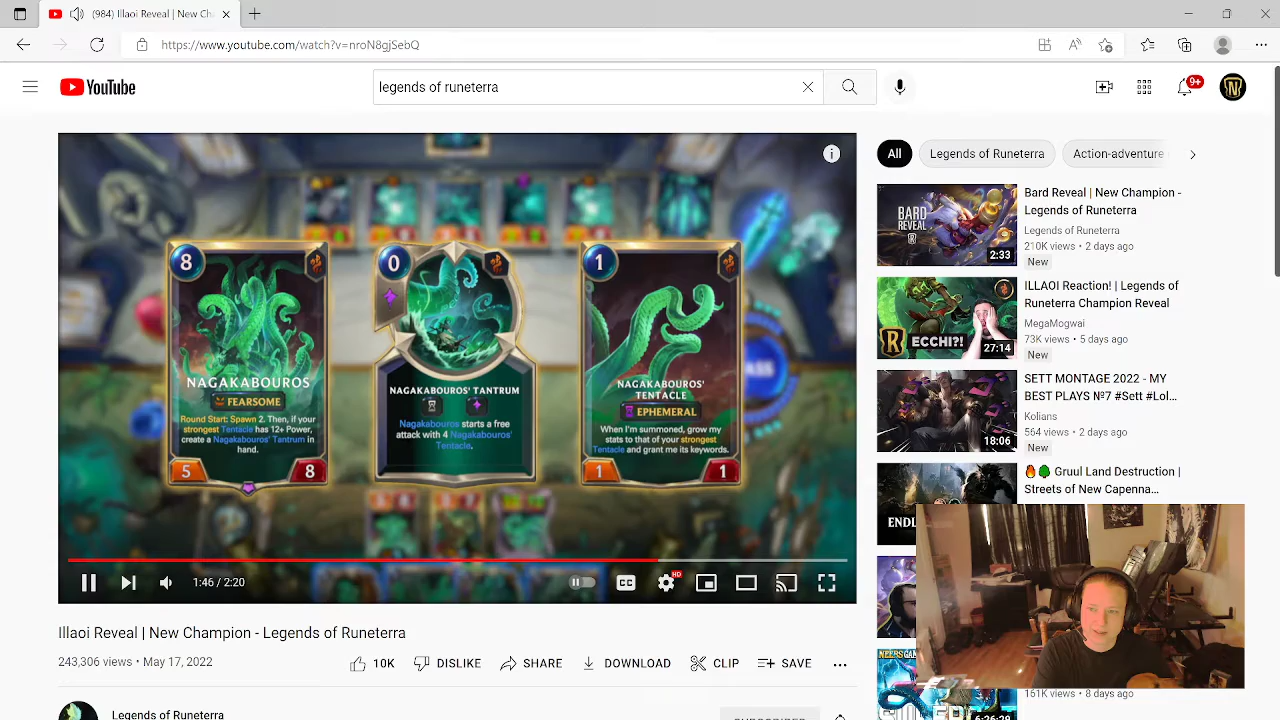 (984) Illaoi Reveal | New Ch
https://www.youtube.com/watch?v=nroN8gjSebQ
YouTube
legends of runeterra
9+
N
All
Legends of Runeterra
Action-adventure
8
NAGAKABOUROS
FEARSOME
Round Start: Spawn 2. Then, if your
strongest Tentacle has 12+ Power,
create a Nagakabouros' Tantrum in
hand.
5
8
0
NAGAKABOUROS' TANTRUM
Nagakabouros starts a free
attack with 4 Nagakabouros'
Tentacle.
1
NAGAKABOUROS'
TENTACLE
EPHEMERAL
When I'm summoned, grow my
stats to that of your strongest
Tentacle and grant me its keywords.
1
1
1:46 / 2:20
CC
HD
Illaoi Reveal | New Champion - Legends of Runeterra
243,306 views • May
10K
DISLIKE
SHARE
DOWNLOAD
CLIP
SAVE
Legends of Runeterra
BARD
REVEAL
2:33
Bard Reveal | New Champion -
Legends of Runeterra
Legends of Runeterra
210K views • 2 days ago
New
ECCHI?!
27:14
ILLAOI Reaction! | Legends of
Runeterra Champion Reveal
MegaMogwai
73K views • 5 days ago
New
18:06
SETT MONTAGE 2022 - MY
BEST PLAYS №7 #Sett #Lol...
Kolians
564 views • 2 days ago
New
🔥🌳 Gruul Land Destruction |
Streets of New Capenna...
161K views • 8 days ago